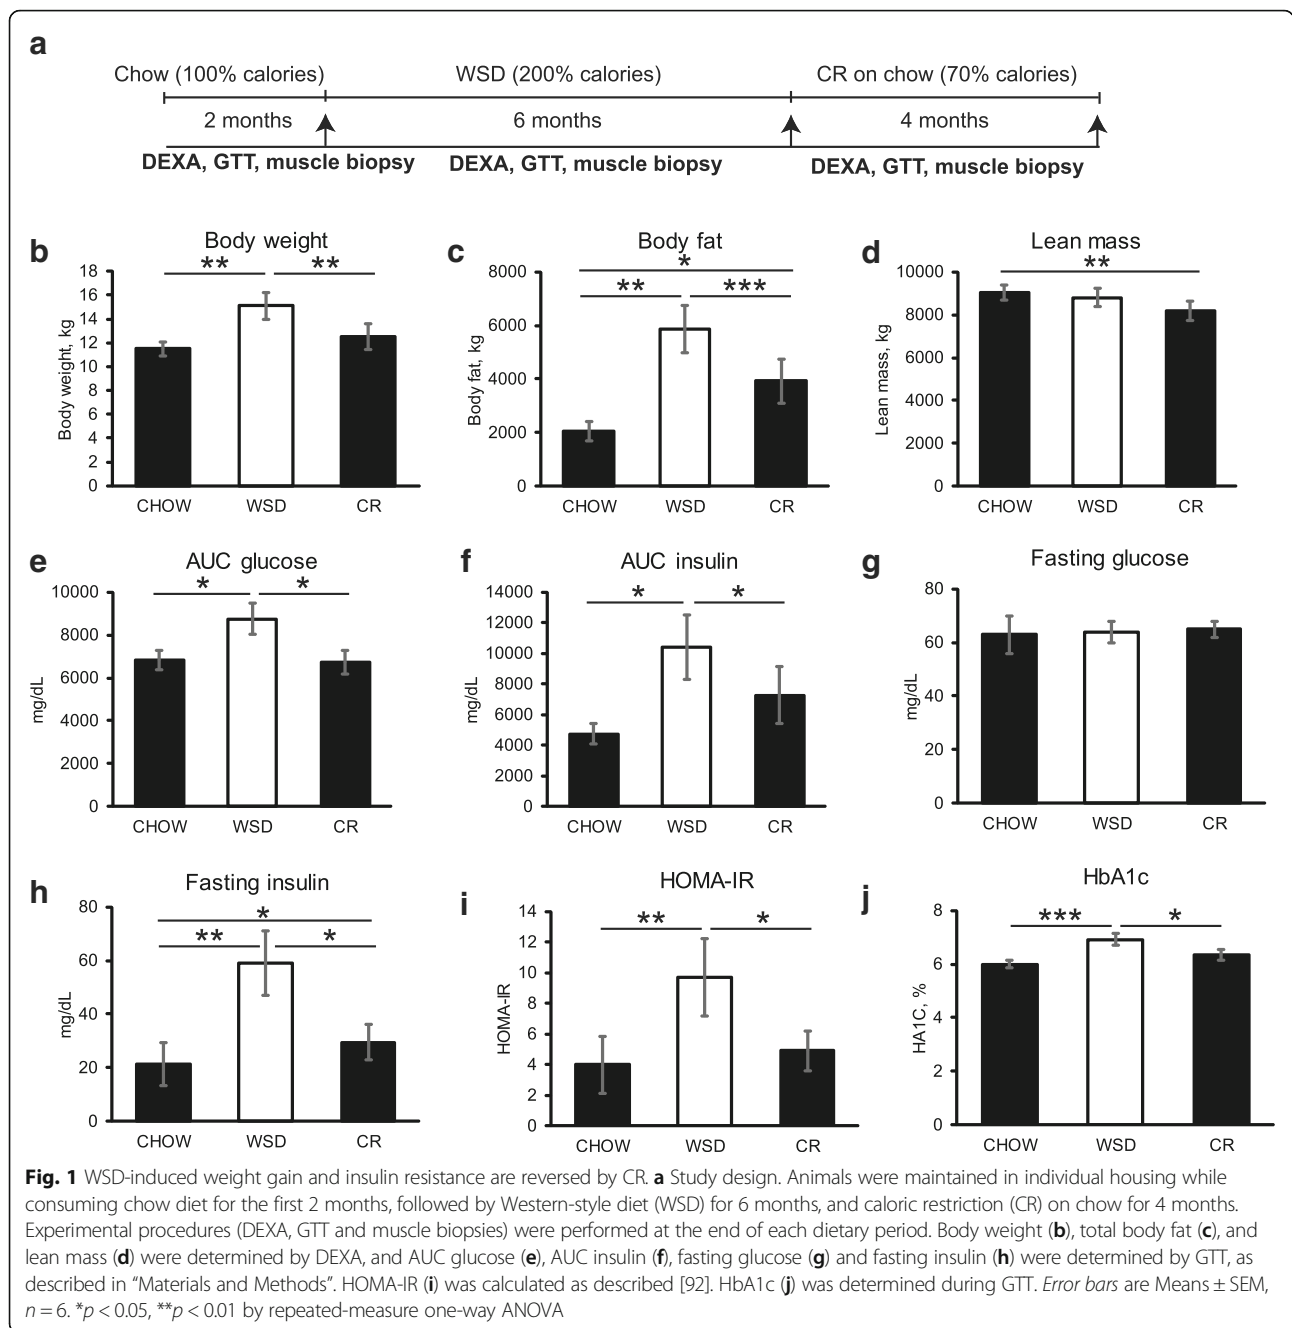 a
Chow (100% calories) WSD (200% calories) CR on chow (70% calories)
2 months 6 months 4 months
DEXA, GTT, muscle biopsy DEXA, GTT, muscle biopsy DEXA, GTT, muscle biopsy
b
Body weight
** **
Body weight, kg
18
16
14
12
10
8
6
4
2
0
CHOW WSD CR
c
Body fat
*
** ***
Body fat, kg
8000
6000
4000
2000
0
CHOW WSD CR
d
Lean mass
**
Lean mass, kg
10000
8000
6000
4000
2000
0
CHOW WSD CR
e
AUC glucose
* *
mg/dL
10000
8000
6000
4000
2000
0
CHOW WSD CR
f
AUC insulin
* *
mg/dL
14000
12000
10000
8000
6000
4000
2000
0
CHOW WSD CR
g
Fasting glucose
mg/dL
80
60
40
20
0
CHOW WSD CR
h
Fasting insulin
*
** *
mg/dL
80
60
40
20
0
CHOW WSD CR
i
HOMA-IR
** *
HOMA-IR
14
12
10
8
6
4
2
0
CHOW WSD CR
j
HbA1c
*** *
HA1C, %
8
6
4
2
0
CHOW WSD CR
Fig. 1 WSD-induced weight gain and insulin resistance are reversed by CR. a Study design. Animals were maintained in individual housing while
consuming chow diet for the first 2 months, followed by Western-style diet (WSD) for 6 months, and caloric restriction (CR) on chow for 4 months.
Experimental procedures (DEXA, GTT and muscle biopsies) were performed at the end of each dietary period. Body weight (b), total body fat (c), and
lean mass (d) were determined by DEXA, and AUC glucose (e), AUC insulin (f), fasting glucose (g) and fasting insulin (h) were determined by GTT, as
described in “Materials and Methods”. HOMA-IR (i) was calculated as described [92]. HbA1c (j) was determined during GTT. Error bars are Means ± SEM,
n = 6. *p < 0.05, **p < 0.01 by repeated-measure one-way ANOVA